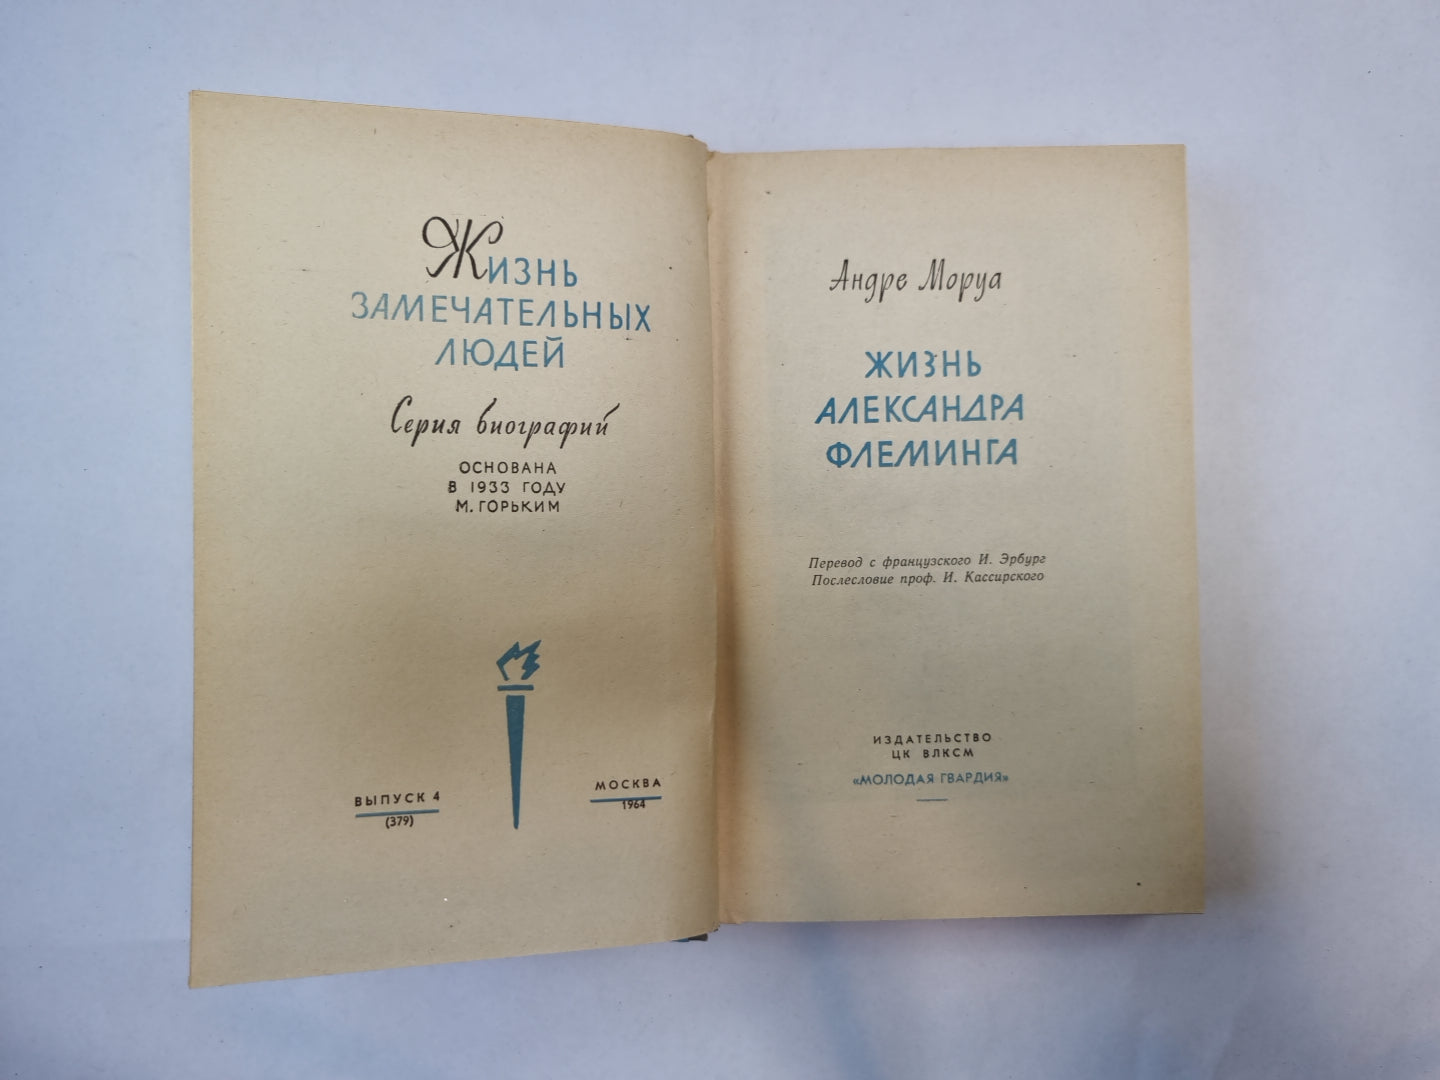 Жизнь
ЗАМЕЧАТЕЛЬНЫХ
ЛЮДЕЙ
Серия биографий
ОСНОВАНА
В 1933 ГОДУ
М. ГОРЬКИМ
ВЫПУСК 4
(379)
МОСКВА
1964
Андре Моруа
ЖИЗНЬ
АЛЕКСАНДРА
ФЛЕМИНГА
Перевод с французского И. Эрбург
Послесловие проф. И. Кассирского
ИЗДАТЕЛЬСТВО
ЦК ВЛКСМ
«МОЛОДАЯ ГВАРДИЯ»